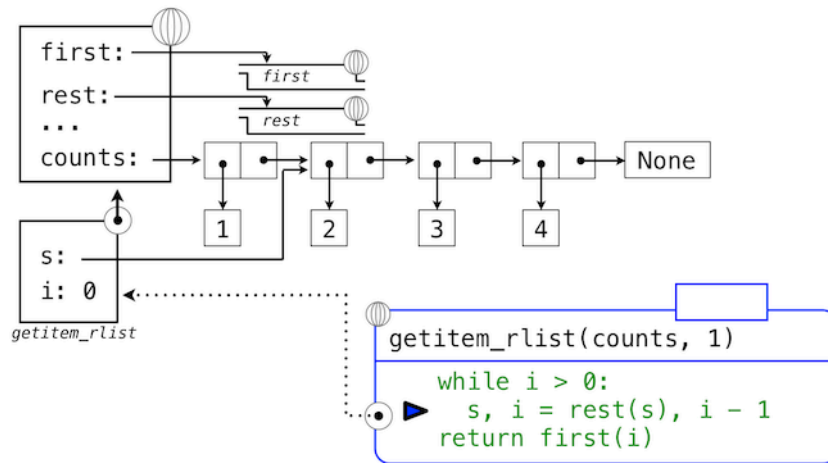 first:
first
rest:
rest
...
counts:
None
1 2 3 4
s:
i: 0
getitem_rlist
getitem_rlist(counts, 1)
while i > 0:
s, i = rest(s), i - 1
return first(i)